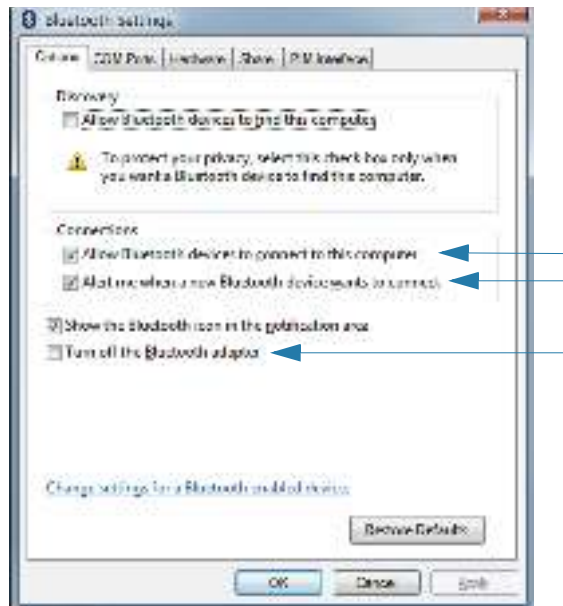 Bluetooth Settings
Options COM Ports Hardware Share PIM Interface
Discovery
Allow Bluetooth devices to find this computer
To protect your privacy, select this check box only when
you want a Bluetooth device to find this computer.
Connections
Allow Bluetooth devices to connect to this computer
Alert me when a new Bluetooth device wants to connect
Show the Bluetooth icon in the notification area
Turn off the Bluetooth adapter
Change settings for a Bluetooth enabled device.
Restore Defaults
OK Cancel Apply